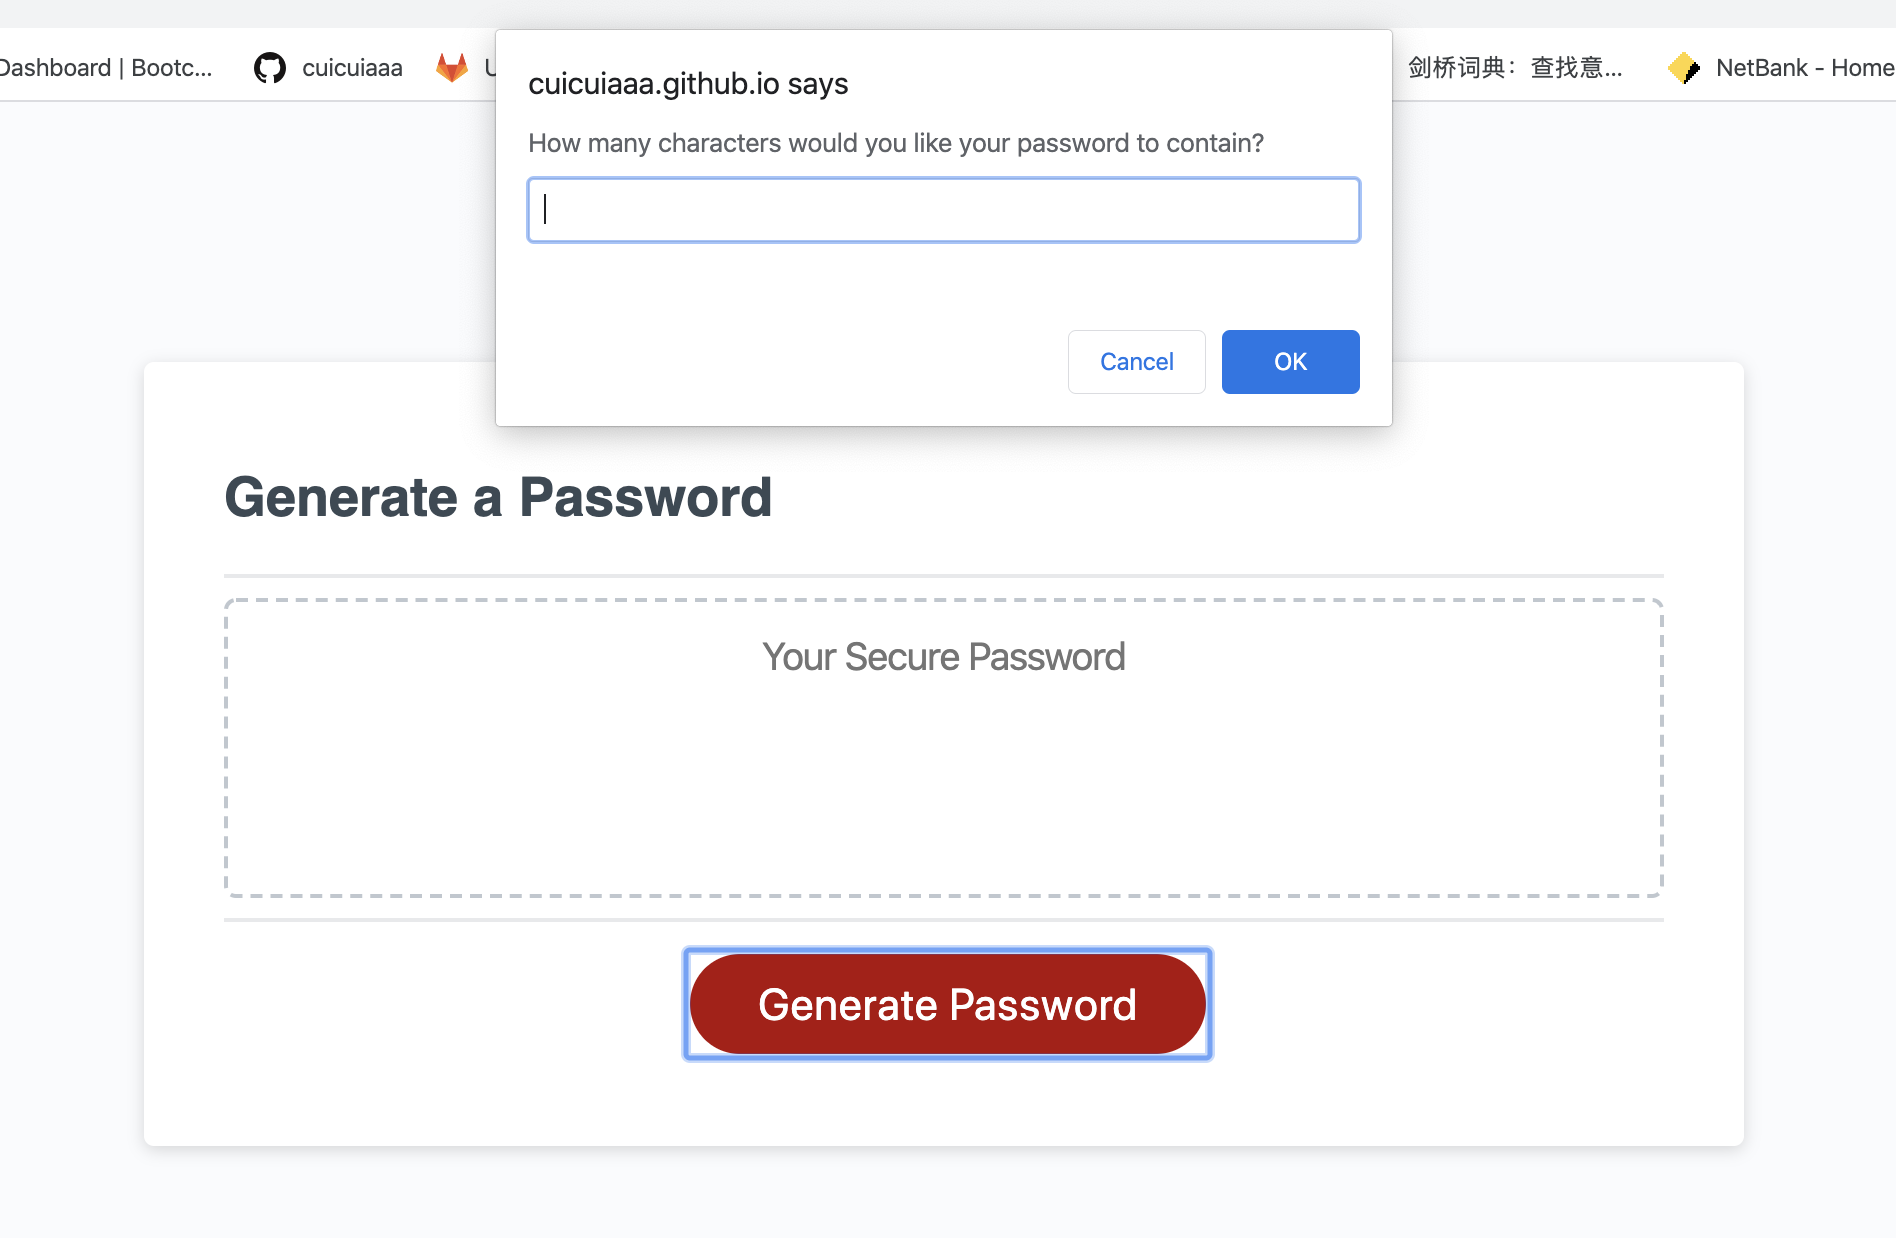 Dashboard | Bootc...
cuicuiaaa
U
剑桥词典：查找意...
NetBank - Home
cuicuiaaa.github.io says
How many characters would you like your password to contain?
Cancel
OK
Generate a Password
Your Secure Password
Generate Password